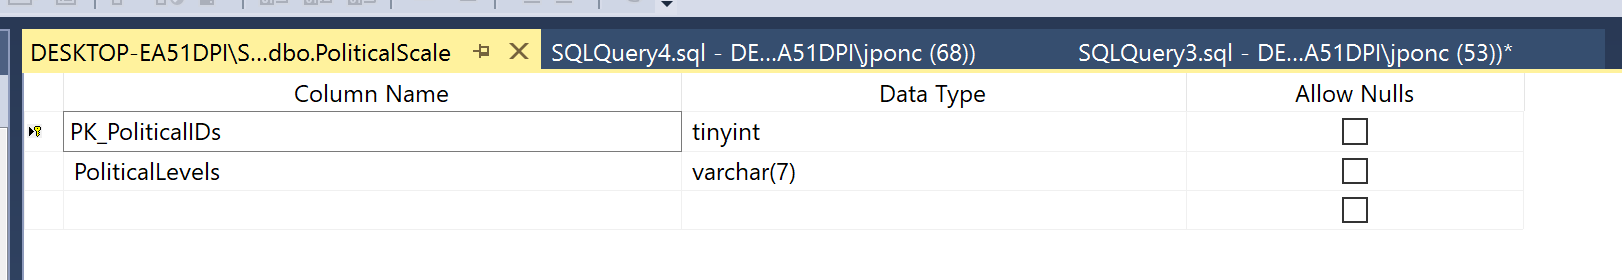 DESKTOP-EA51DPI\S...dbo.PoliticalScale SQLQuery4.sql - DE...A51DPI\jponc (68)) SQLQuery3.sql - DE...A51DPI\jponc (53))*
Column Name Data Type Allow Nulls
PK_PoliticalIDs tinyint
PoliticalLevels varchar(7)